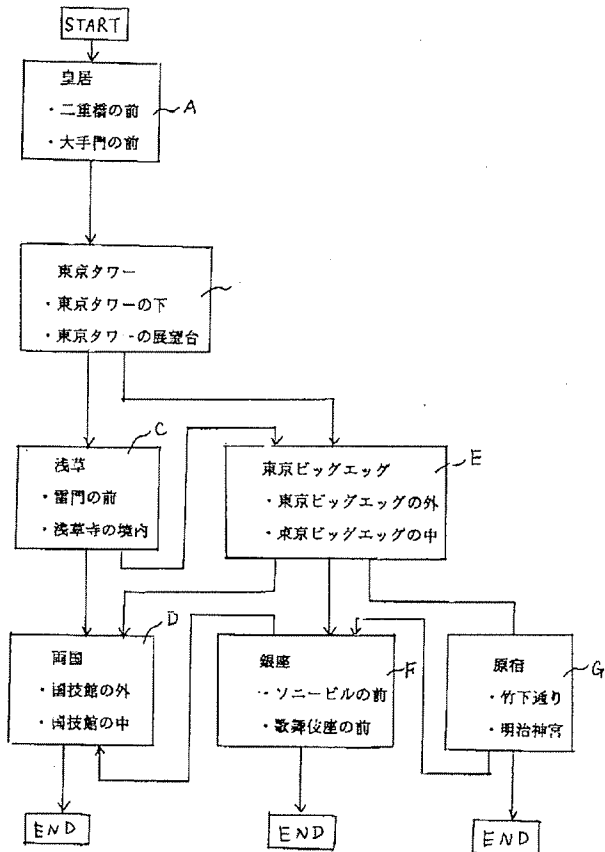 START
皇居
・二重橋の前
・大手門の前
A
東京タワー
・東京タワーの下
・東京タワーの展望台
C
浅草
・雷門の前
・浅草寺の境内
E
東京ビッグエッグ
・東京ビッグエッグの外
・東京ビッグエッグの中
D
両国
・国技館の外
・国技館の中
F
銀座
・ソニービルの前
・歌舞伎座の前
G
原宿
・竹下通り
・明治神宮
END
END
END